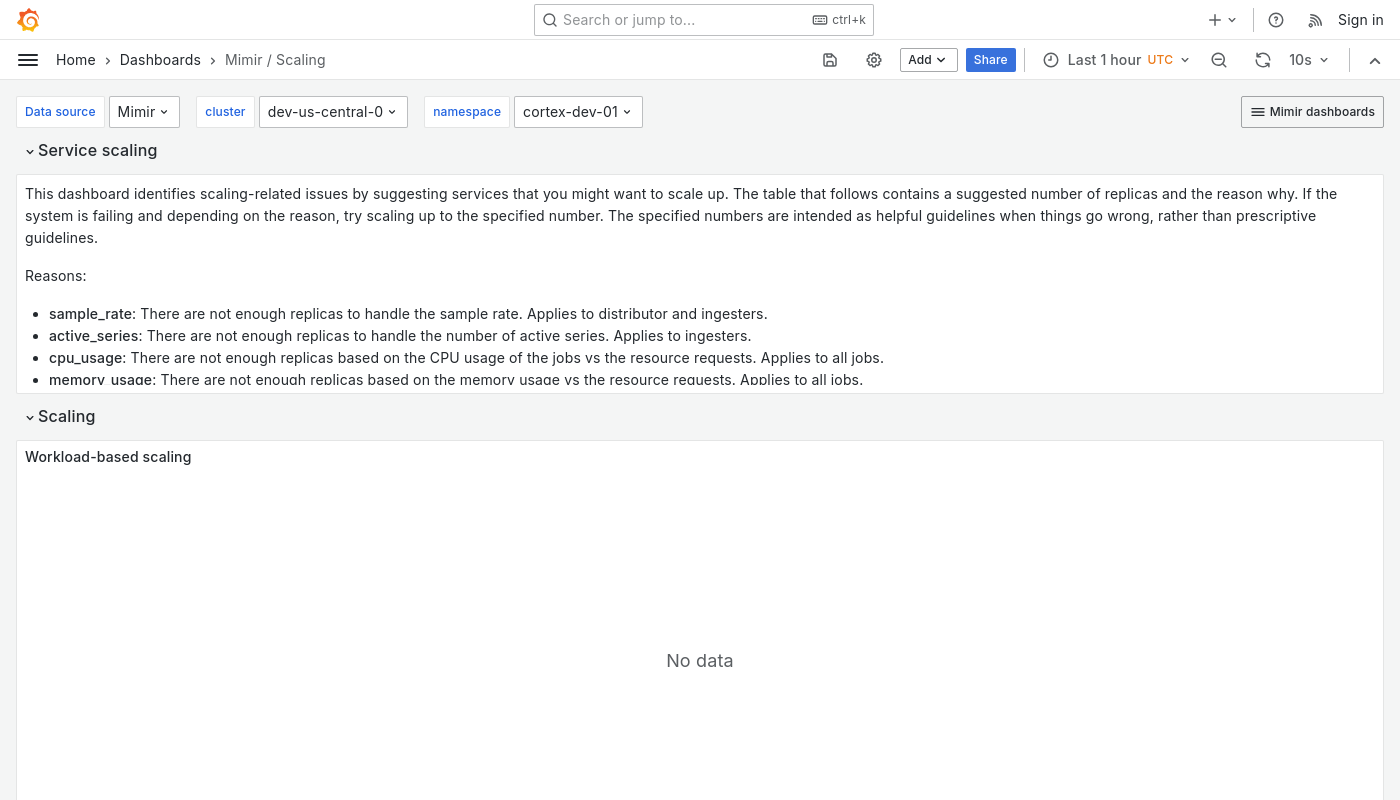 Search or jump to...
ctrl+k
Sign in
Home
Dashboards
Mimir / Scaling
Add
Share
Last 1 hour UTC
10s
Data source
Mimir
cluster
dev-us-central-0
namespace
cortex-dev-01
Mimir dashboards
Service scaling
This dashboard identifies scaling-related issues by suggesting services that you might want to scale up. The table that follows contains a suggested number of replicas and the reason why. If the
system is failing and depending on the reason, try scaling up to the specified number. The specified numbers are intended as helpful guidelines when things go wrong, rather than prescriptive
guidelines.
Reasons:
sample_rate: There are not enough replicas to handle the sample rate. Applies to distributor and ingesters.
active_series: There are not enough replicas to handle the number of active series. Applies to ingesters.
cpu_usage: There are not enough replicas based on the CPU usage of the jobs vs the resource requests. Applies to all jobs.
memory_usage: There are not enough replicas based on the memory usage vs the resource requests. Applies to all jobs.
Scaling
Workload-based scaling
No data